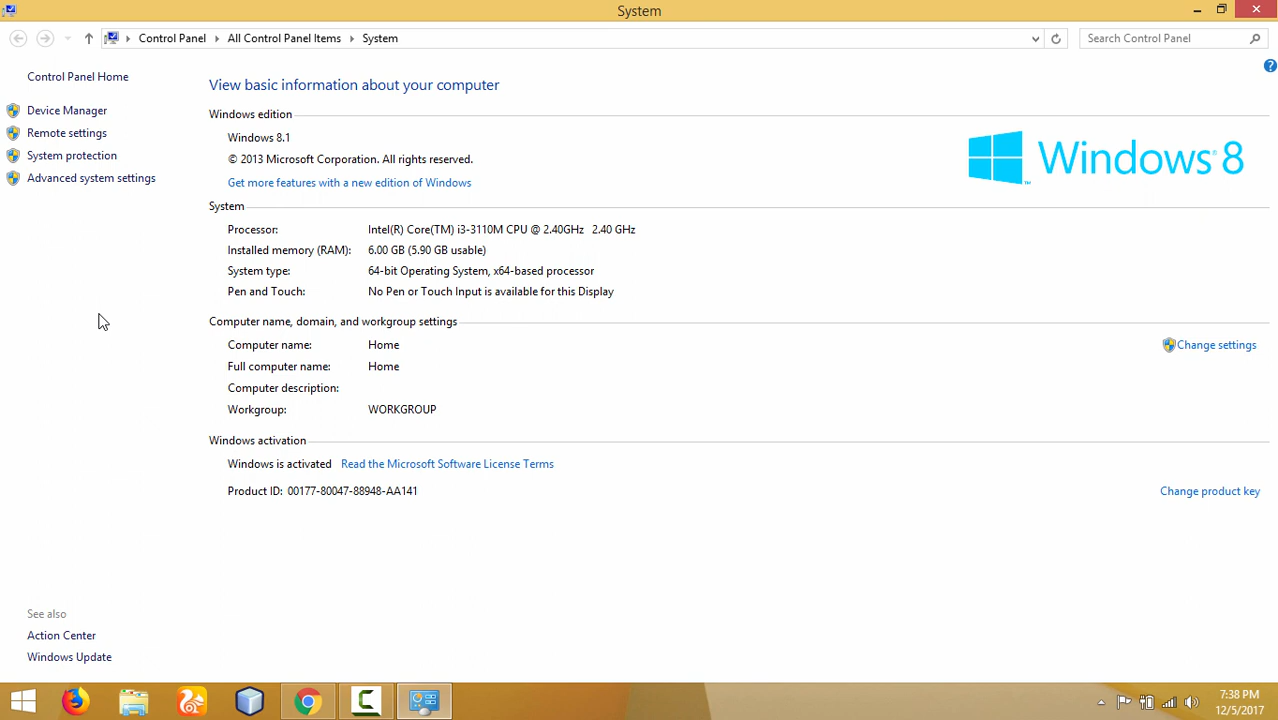 System
Control Panel All Control Panel Items System
Search Control Panel
Control Panel Home
Device Manager
Remote settings
System protection
Advanced system settings
View basic information about your computer
Windows edition
Windows 8.1
© 2013 Microsoft Corporation. All rights reserved.
Get more features with a new edition of Windows
Windows® 8
System
Processor: Intel(R) Core(TM) i3-3110M CPU @ 2.40GHz 2.40 GHz
Installed memory (RAM): 6.00 GB (5.90 GB usable)
System type: 64-bit Operating System, x64-based processor
Pen and Touch: No Pen or Touch Input is available for this Display
Computer name, domain, and workgroup settings
Computer name: Home
Change settings
Full computer name: Home
Computer description:
Workgroup: WORKGROUP
Windows activation
Windows is activated Read the Microsoft Software License Terms
Product ID: 00177-80047-88948-AA141
Change product key
See also
Action Center
Windows Update
7:38 PM
12/5/2017